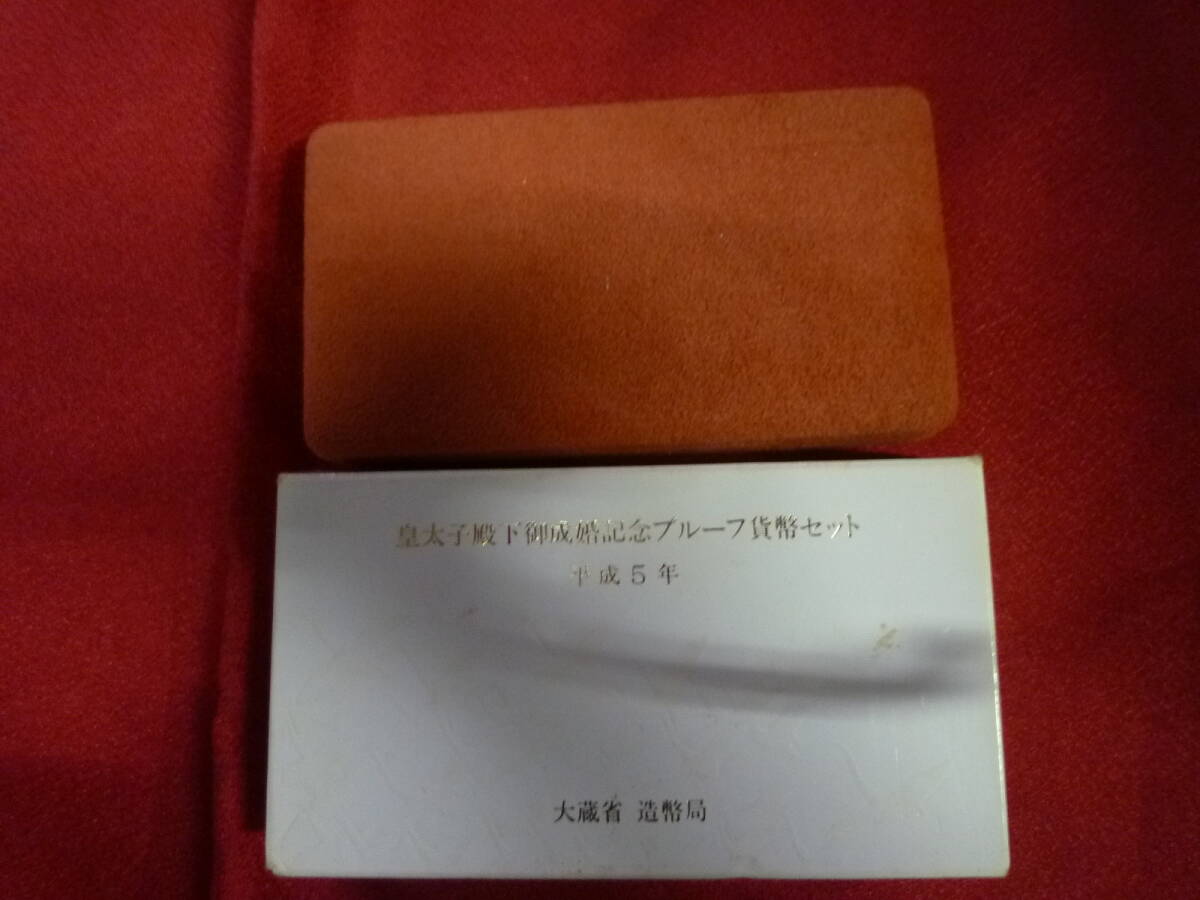 皇太子殿下御成婚記念プルーフ貨幣セット
平成5年
大蔵省 造幣局